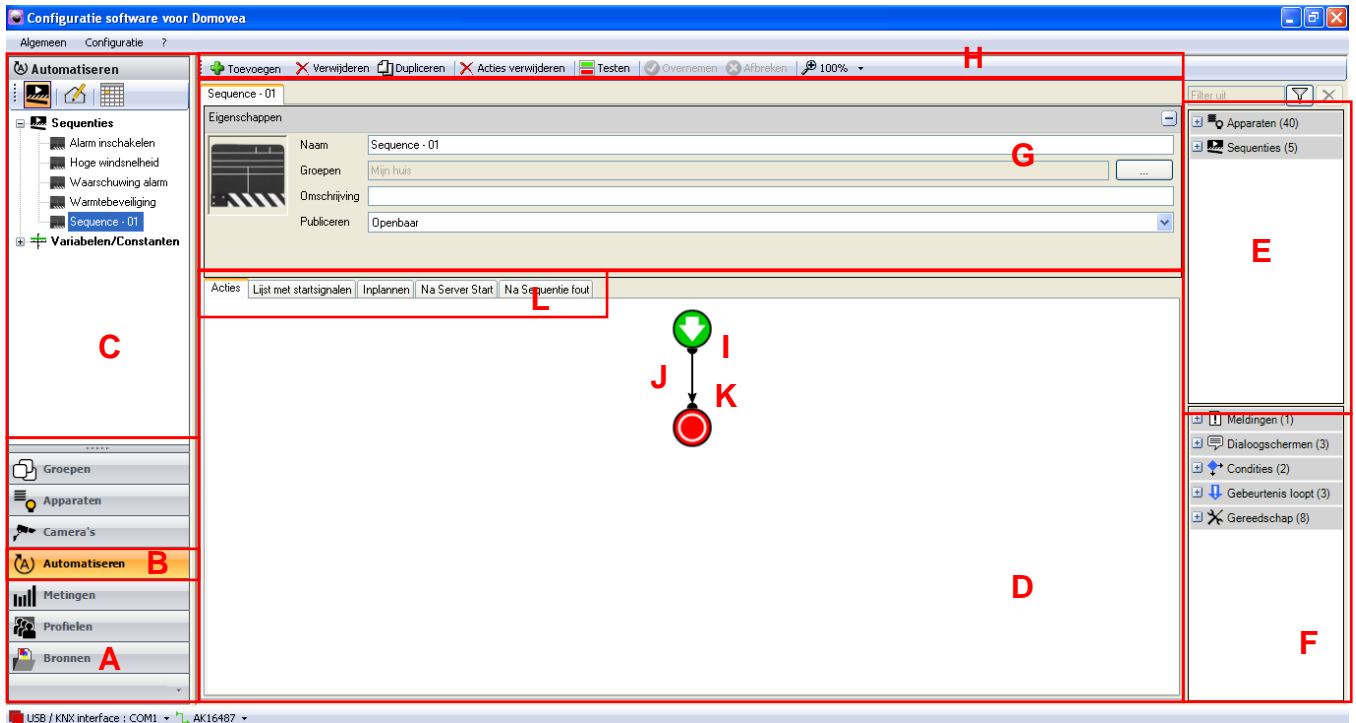 Configuratie software voor Domovea
Algemeen Configuratie ?
Automatiseren
Sequenties
Alarm inschakelen
Hoge windsnelheid
Waarschuwing alarm
Warmtebeveiliging
Sequence - 01
Variabelen/Constanten
C
Groepen
Apparaten
Camera's
Automatiseren B
Metingen
Profielen
Bronnen A
Toevoegen Verwijderen Dupliceren Acties verwijderen Testen Overnemen Afbreken 100% H
Sequence - 01
Eigenschappen
Naam Sequence - 01
G
Groepen Mijn huis ...
Omschrijving
Publiceren Openbaar
Acties Lijst met startsignalen Inplannen Na Server Start Na Sequentie fout
L
I
J
K
D
Filter uit
Apparaten (40)
Sequenties (5)
E
Meldingen (1)
Dialoogschermen (3)
Condities (2)
Gebeurtenis loopt (3)
Gereedschap (8)
F
USB / KNX interface : COM1 AK16487